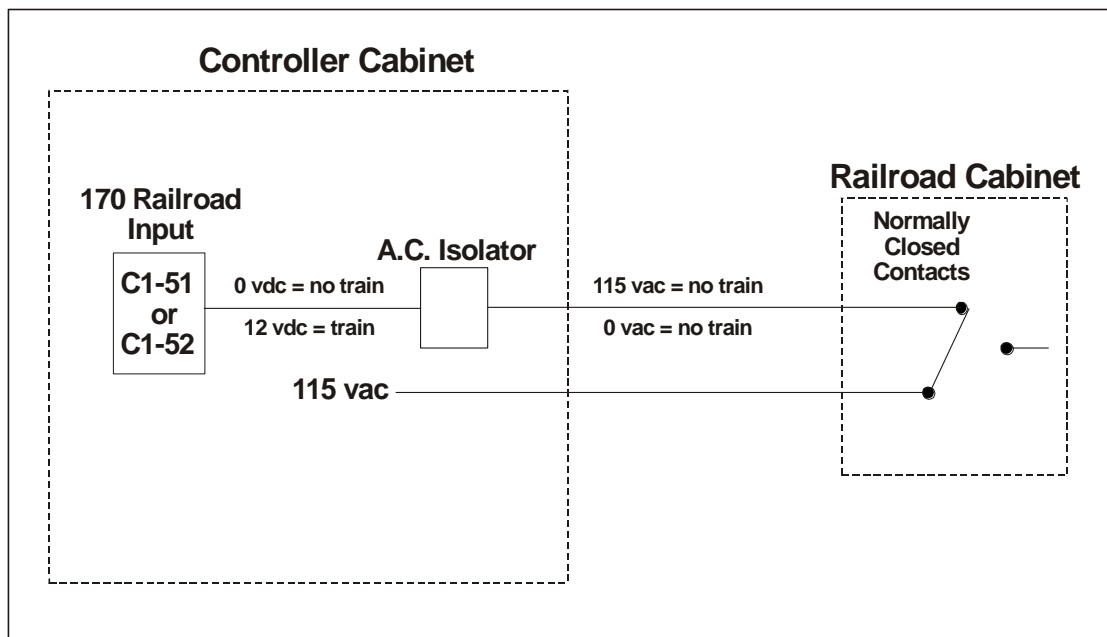 Controller Cabinet
170 Railroad
Input
C1-51
or
C1-52
0 vdc = no train
12 vdc = train
A.C. Isolator
115 vac = no train
0 vac = no train
115 vac
Railroad Cabinet
Normally
Closed
Contacts